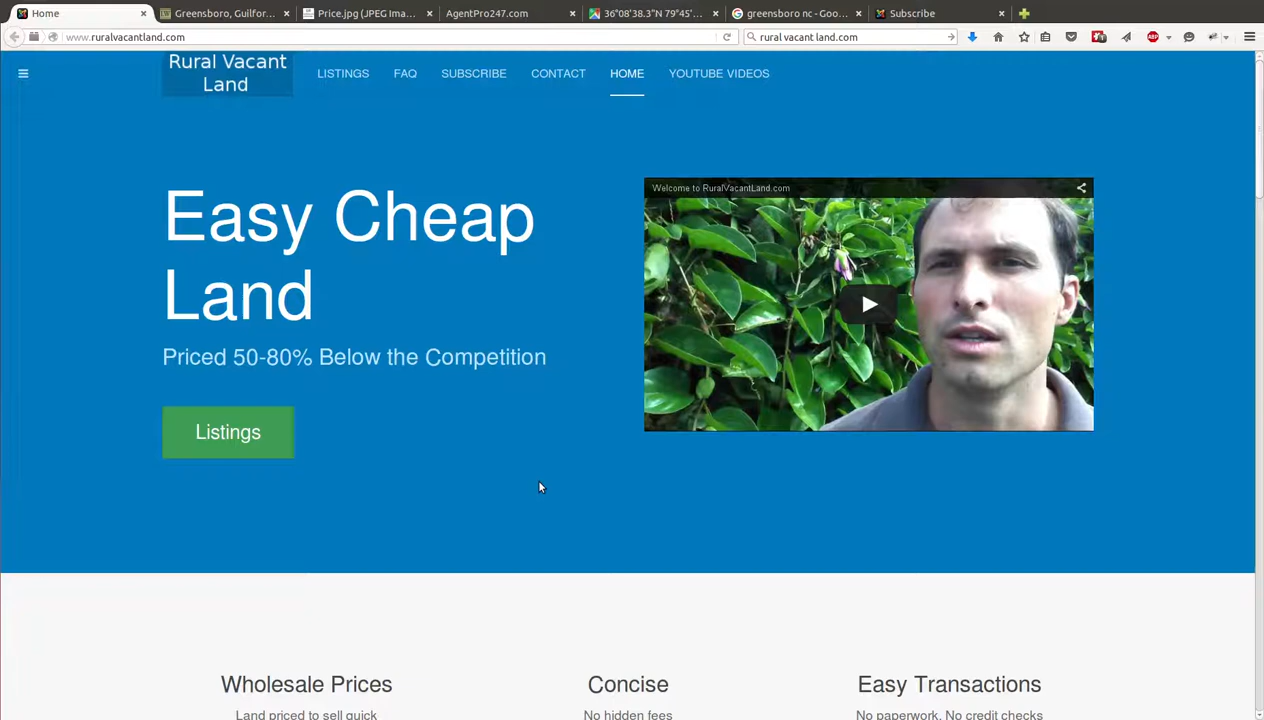 Home
Greensboro, Guilfor...
Price.jpg (JPEG Ima...
AgentPro247.com
36°08'38.3"N 79°45'...
greensboro nc - Goo...
Subscribe
www.ruralvacantland.com
rural vacant land.com
ABP
Rural Vacant
Land
LISTINGS
FAQ
SUBSCRIBE
CONTACT
HOME
YOUTUBE VIDEOS
Easy Cheap
Land
Priced 50-80% Below the Competition
Listings
Welcome to RuralVacantLand.com
Wholesale Prices
Land priced to sell quick
Concise
No hidden fees
Easy Transactions
No paperwork. No credit checks